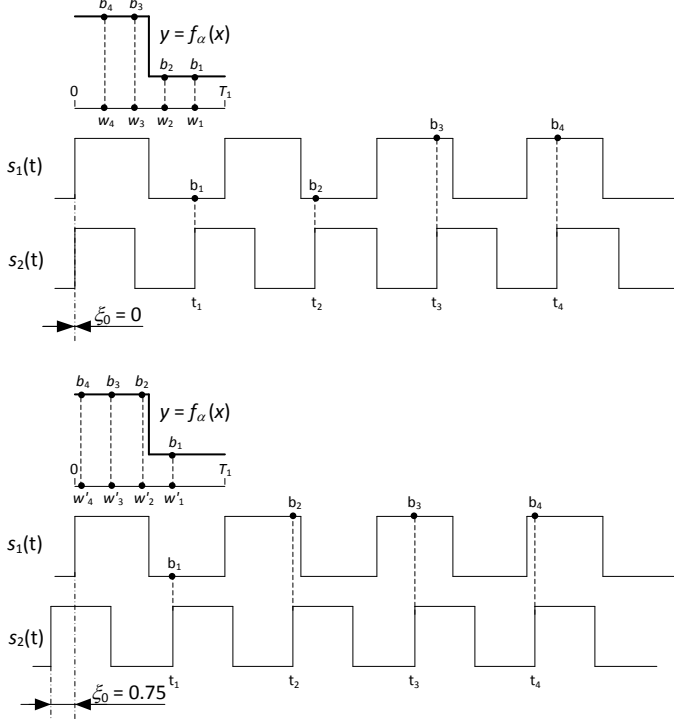 b₄ b₃ y = fα(x)
b₂ b₁
0 T₁
w₄ w₃ w₂ w₁
b₃ b₄
s₁(t)
b₁ b₂
s₂(t)
t₁ t₂ t₃ t₄
ξ₀ = 0
b₄ b₃ b₂ y = fα(x)
b₁
0 T₁
w'₄ w'₃ w'₂ w'₁
b₂ b₃ b₄
s₁(t)
b₁
s₂(t)
t₁ t₂ t₃ t₄
ξ₀ = 0.75